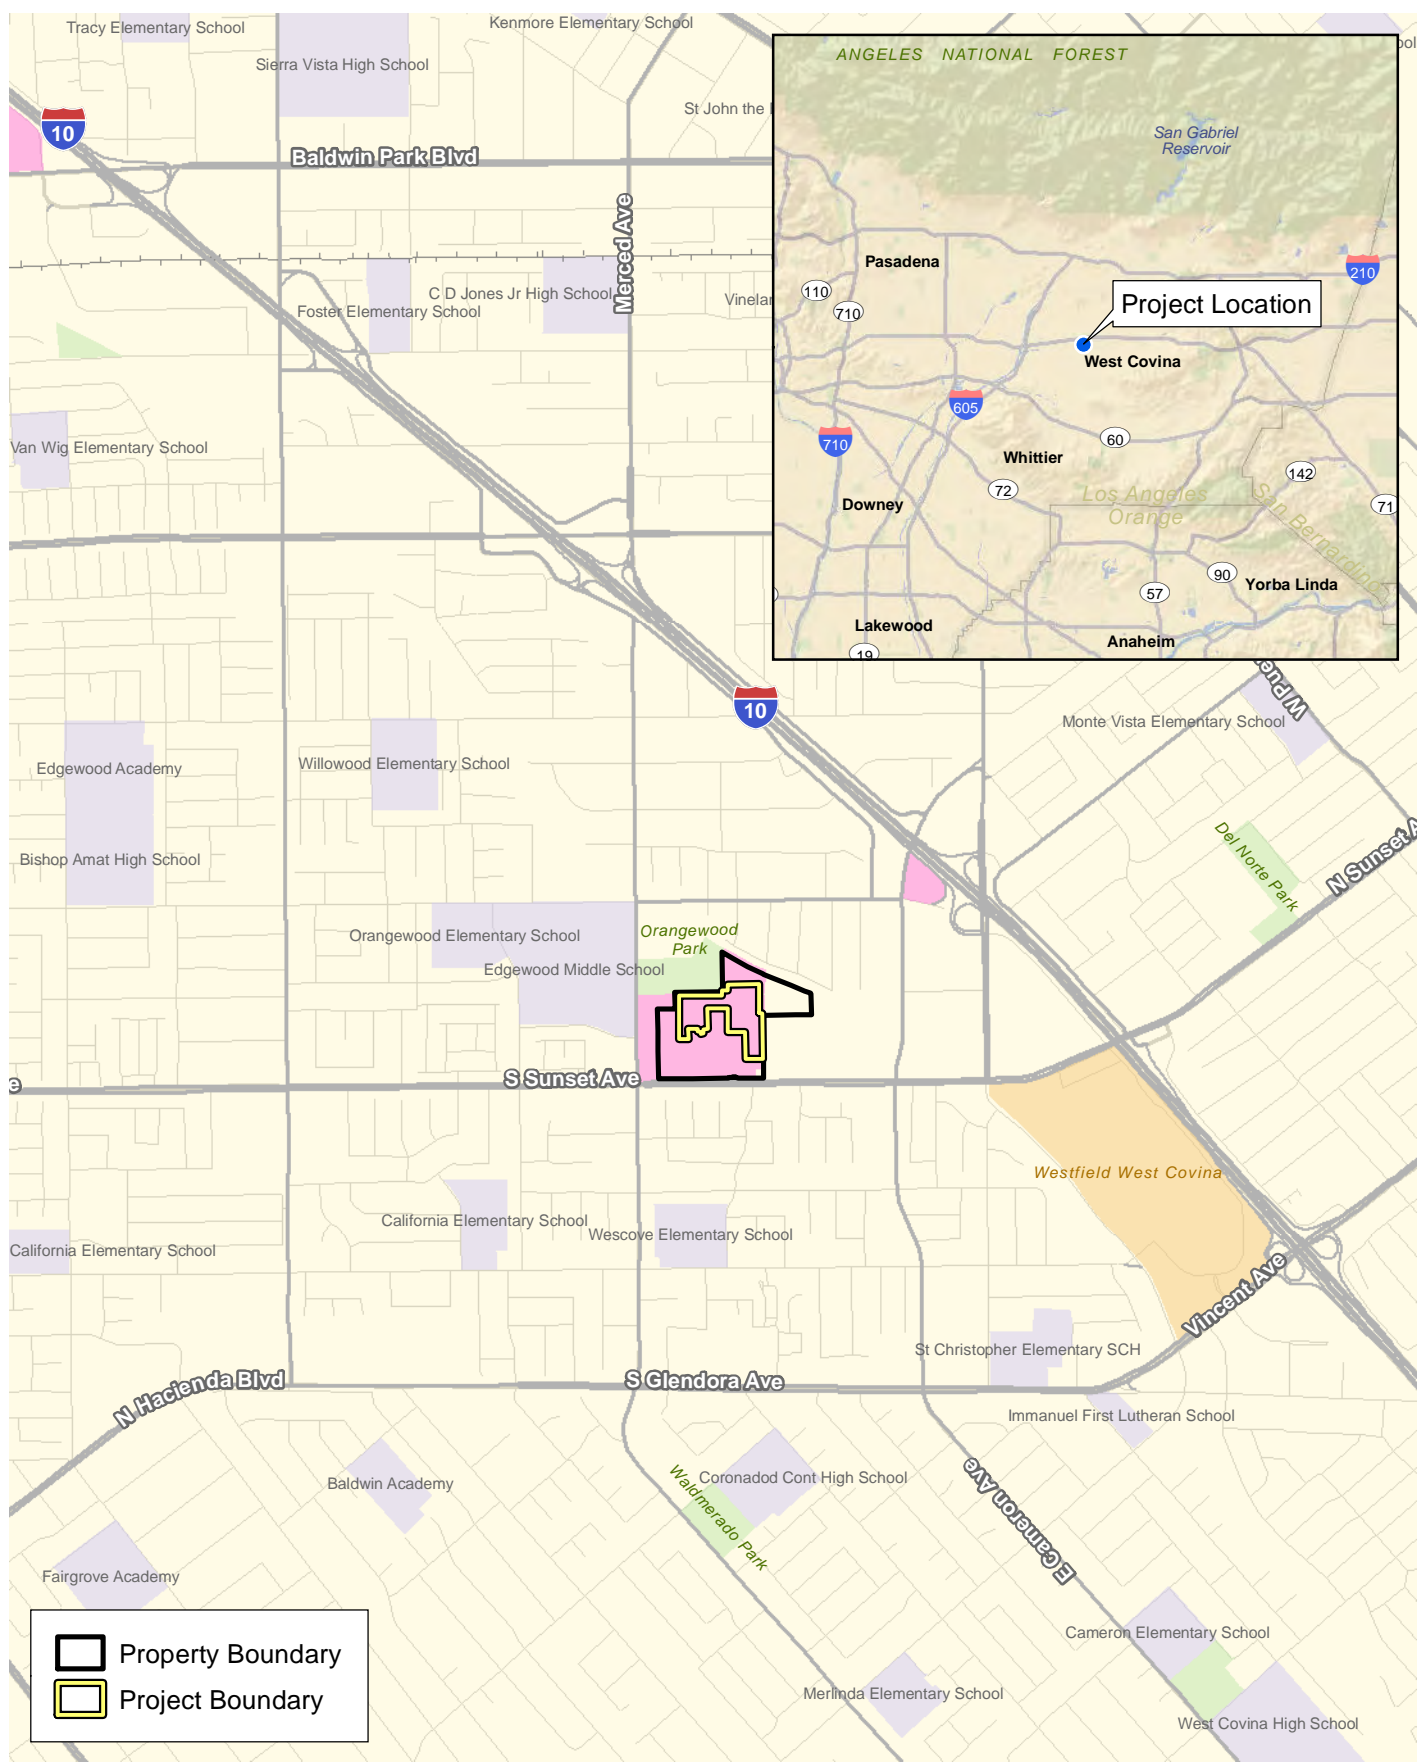 Tracy Elementary School
Kenmore Elementary School
Sierra Vista High School
St John the
10
Baldwin Park Blvd
Merced Ave
C D Jones Jr High School
Foster Elementary School
Van Wig Elementary School
ANGELES NATIONAL FOREST
San Gabriel
Reservoir
Pasadena
210
110
710
Project Location
West Covina
605
710
60
Whittier
142
72
Los Angeles
Orange
San Bernardino
Downey
71
90
57
Yorba Linda
Lakewood
Anaheim
19
10
W Pue
Monte Vista Elementary School
Edgewood Academy
Willowood Elementary School
Del Norte Park
N Sunset A
Bishop Amat High School
Orangewood Elementary School
Orangewood
Park
Edgewood Middle School
S Sunset Ave
e
Westfield West Covina
California Elementary School
Wescove Elementary School
California Elementary School
Vincent Ave
St Christopher Elementary SCH
N Hacienda Blvd
S Glendora Ave
Immanuel First Lutheran School
Baldwin Academy
Coronadod Cont High School
Waldmerado Park
E Cameron Ave
Fairgrove Academy
Cameron Elementary School
Merlinda Elementary School
West Covina High School
Property Boundary
Project Boundary